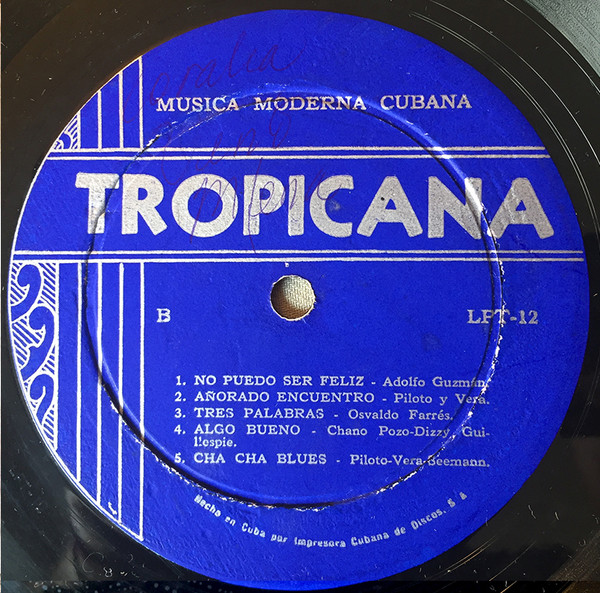 MUSICA MODERNA CUBANA
TROPICANA
B LPT-12
1. NO PUEDO SER FELIZ - Adolfo Guzmán.
2. AÑORADO ENCUENTRO - Piloto y Vera.
3. TRES PALABRAS - Osvaldo Farrés.
4. ALGO BUENO - Chano Pozo-Dizzy Gui-
llespie.
5. CHA CHA BLUES - Piloto-Vera-Beemann.
Hecho en Cuba por Impresora Cubana de Discos, S A